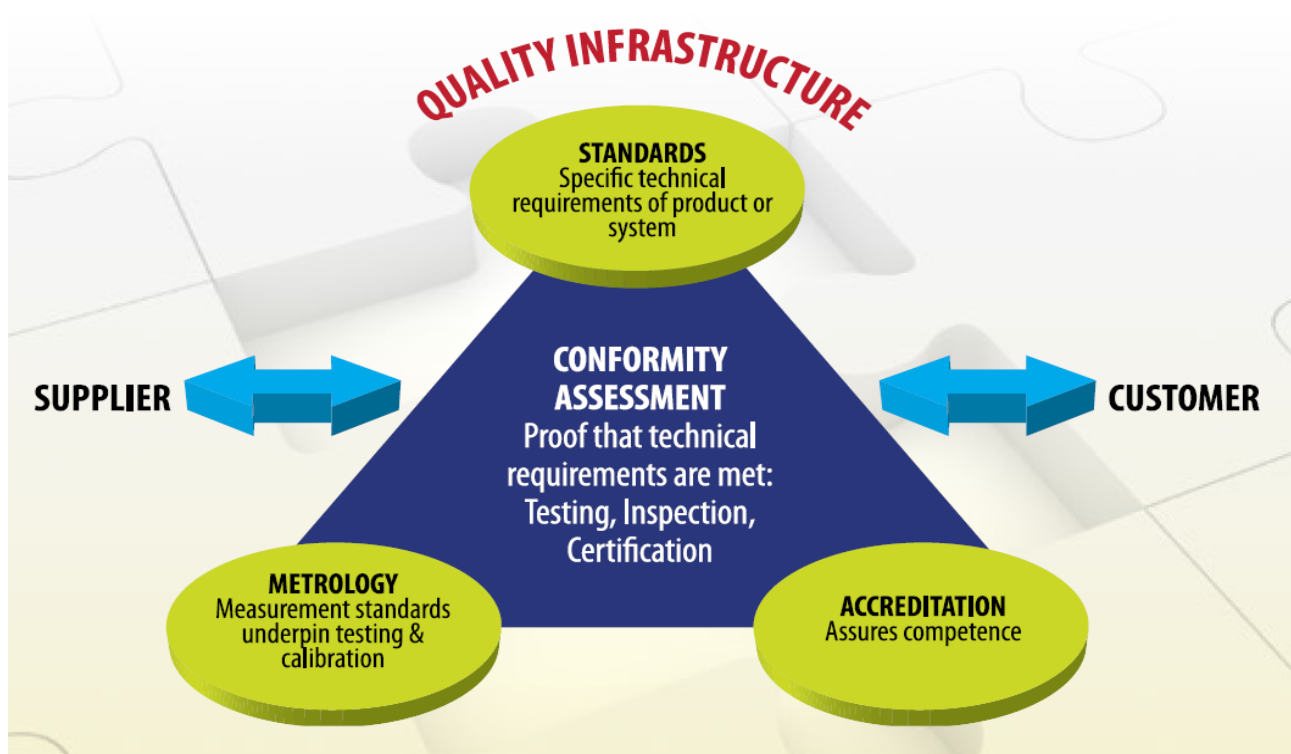 QUALITY INFRASTRUCTURE
STANDARDS
Specific technical
requirements of product or
system
SUPPLIER
CONFORMITY
ASSESSMENT
Proof that technical
requirements are met:
Testing, Inspection,
Certification
CUSTOMER
METROLOGY
Measurement standards
underpin testing &
calibration
ACCREDITATION
Assures competence